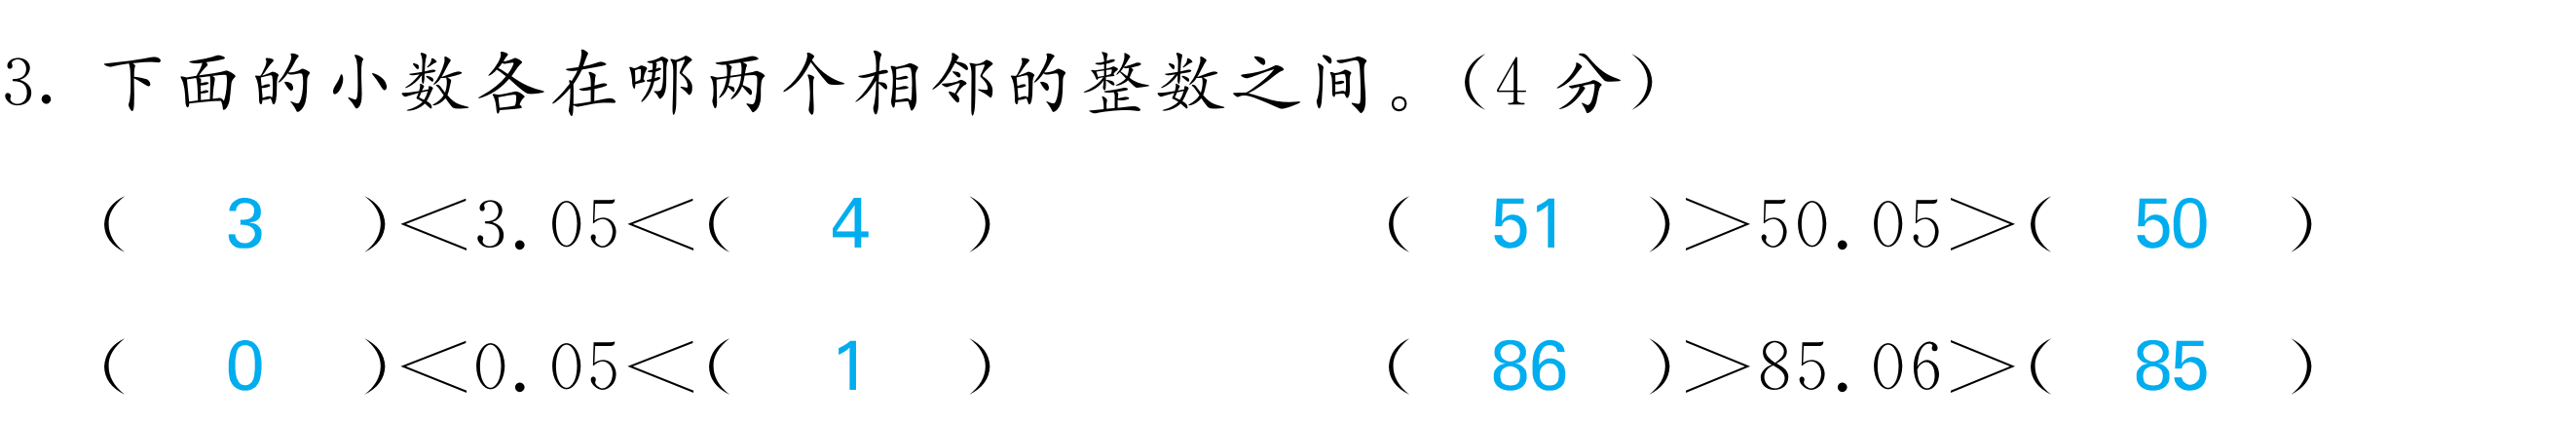 3. 下面的小数各在哪两个相邻的整数之间。(4 分)
( 3 )<3.05<( 4 ) ( 51 )>50.05>( 50 )
( 0 )<0.05<( 1 ) ( 86 )>85.06>( 85 )